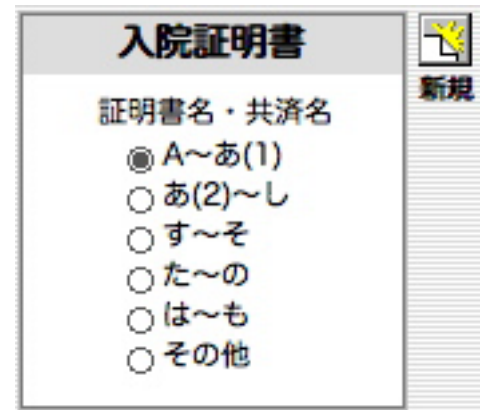 入院証明書
新規
証明書名・共済名
A〜あ(1)
あ(2)〜し
す〜そ
た〜の
は〜も
その他